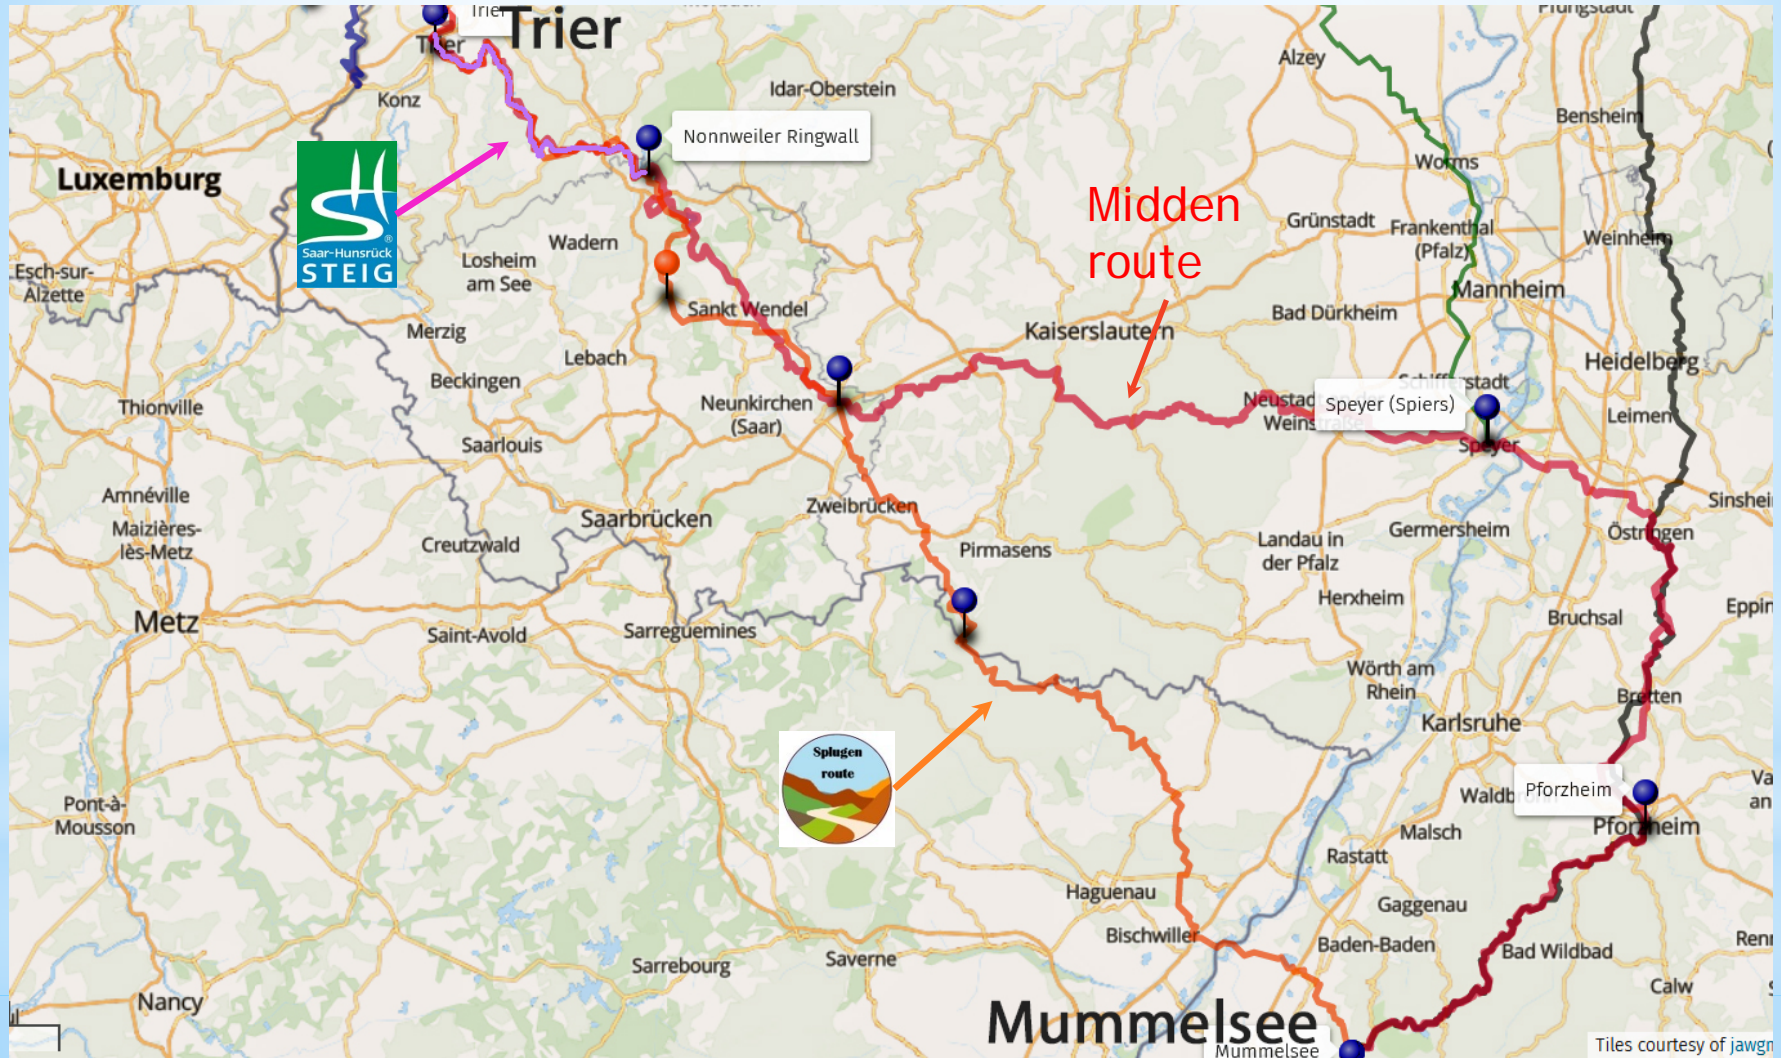 Trier
Trier
Trier
Pfungstadt
Alzey
Idar-Oberstein
Konz
Bensheim
Nonnweiler Ringwall
Worms
Luxemburg
Midden
route
Grünstadt
Frankenthal
(Pfalz)
Weinheim
Wadern
Saar-Hunsrück
STEIG
®
Losheim
am See
Esch-sur-
Alzette
Mannheim
Sankt Wendel
Bad Dürkheim
Merzig
Kaiserslautern
Lebach
Heidelberg
Beckingen
Schifferstadt
Thionville
Neunkirchen
(Saar)
Speyer (Spiers)
Leimen
Saarlouis
Speyer
Amnéville
Zweibrücken
Maizières-
lès-Metz
Saarbrücken
Germersheim
Östringen
Creutzwald
Pirmasens
Landau in
der Pfalz
Herxheim
Bruchsal
Metz
Saint-Avold
Sarreguemines
Wörth am
Rhein
Bretten
Karlsruhe
Splugen
route
Pforzheim
Pont-à-
Mousson
Pforzheim
Malsch
Rastatt
Haguenau
Gaggenau
Bischwiller
Baden-Baden
Bad Wildbad
Sarrebourg
Saverne
Calw
Nancy
Mummelsee
Mummelsee
Tiles courtesy of